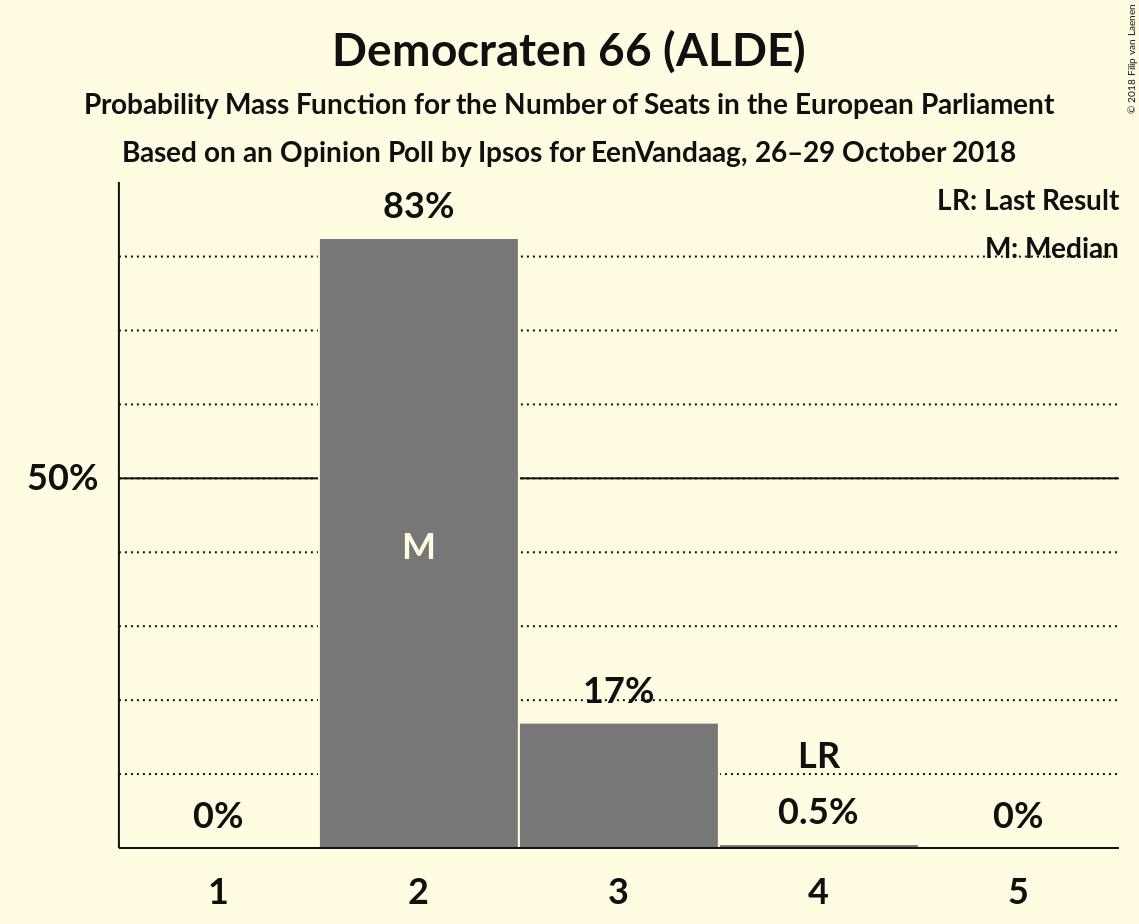 Democraten 66 (ALDE)
Probability Mass Function for the Number of Seats in the European Parliament
Based on an Opinion Poll by Ipsos for EenVandaag, 26–29 October 2018
© 2018 Filip van Laenen
LR: Last Result
M: Median
83%
50%
M
17%
LR
0%
0.5%
0%
1
2
3
4
5